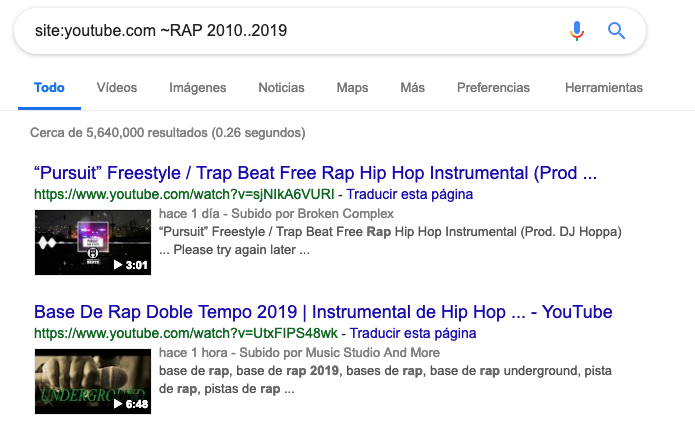 site:youtube.com ~RAP 2010..2019
Todo Vídeos Imágenes Noticias Maps Más Preferencias Herramientas
Cerca de 5,640,000 resultados (0.26 segundos)
“Pursuit” Freestyle / Trap Beat Free Rap Hip Hop Instrumental (Prod ...
https://www.youtube.com/watch?v=sjNIkA6VURI - Traducir esta página
hace 1 día - Subido por Broken Complex
“Pursuit” Freestyle / Trap Beat Free Rap Hip Hop Instrumental (Prod. DJ Hoppa)
... Please try again later ...
PURSUIT
BEATS
3:01
Base De Rap Doble Tempo 2019 | Instrumental de Hip Hop ... - YouTube
https://www.youtube.com/watch?v=UtxFIPS48wk - Traducir esta página
hace 1 hora - Subido por Music Studio And More
base de rap, base de rap 2019, bases de rap, base de rap underground, pista
de rap, pistas de rap ...
UNDERGROUND
6:48